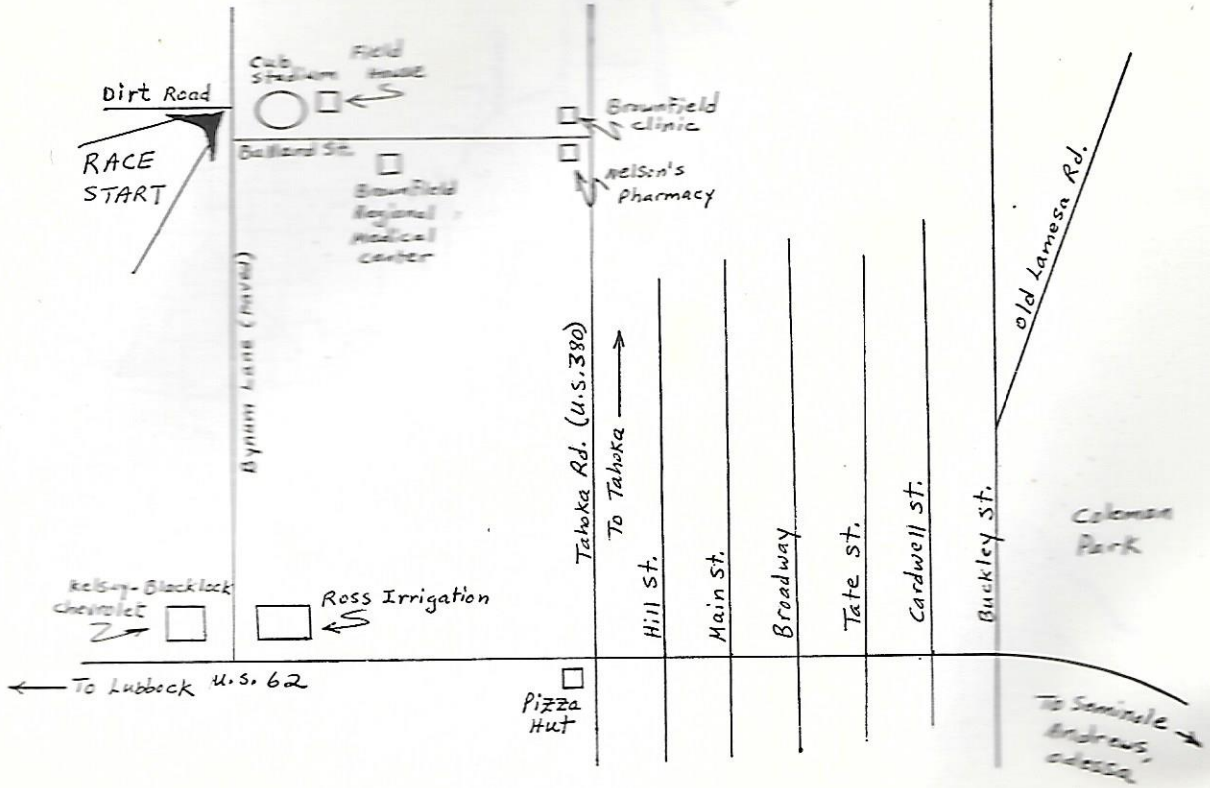 Cub
Stadium
Field
House
Dirt Road
RACE
START
Ballard St.
Brownfield
Clinic
Nelson's
Pharmacy
Brownfield
Regional
Medical
Center
Bynum Lane (Paved)
Tahoka Rd. (U.S. 380)
To Tahoka
Hill St.
Main St.
Broadway
Tate St.
Cardwell St.
Buckley St.
Old Lamesa Rd.
Coleman
Park
Kelsey-Blacklock
Chevrolet
Ross Irrigation
To Lubbock U.S. 62
Pizza
Hut
To Seminole
Andrews,
Odessa